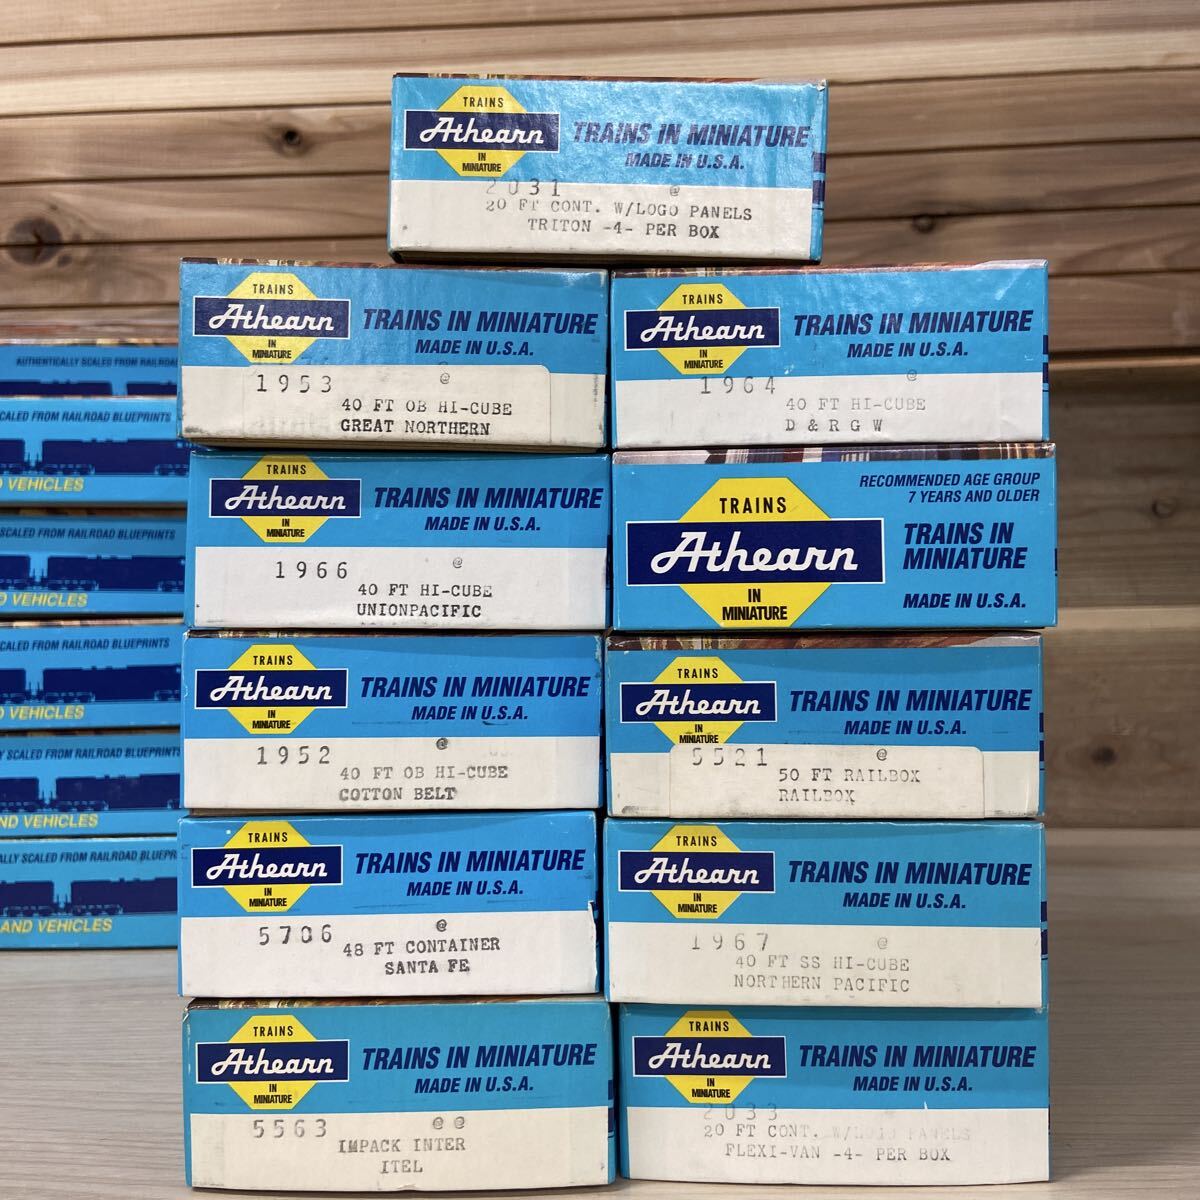 TRAINS
Athearn
IN
MINIATURE
TRAINS IN MINIATURE
MADE IN U.S.A.
2031 @
20 FT CONT. W/LOGO PANELS
TRITON -4- PER BOX
TRAINS
Athearn
IN
MINIATURE
TRAINS IN MINIATURE
MADE IN U.S.A.
1953 @
40 FT OB HI-CUBE
GREAT NORTHERN
TRAINS
Athearn
IN
MINIATURE
TRAINS IN MINIATURE
MADE IN U.S.A.
1964 @
40 FT HI-CUBE
D & R G W
TRAINS
Athearn
IN
MINIATURE
TRAINS IN MINIATURE
MADE IN U.S.A.
1966 @
40 FT HI-CUBE
UNIONPACIFIC
RECOMMENDED AGE GROUP
7 YEARS AND OLDER
TRAINS
Athearn
IN
MINIATURE
TRAINS IN
MINIATURE
MADE IN U.S.A.
TRAINS
Athearn
IN
MINIATURE
TRAINS IN MINIATURE
MADE IN U.S.A.
1952 @
40 FT OB HI-CUBE
COTTON BELT
TRAINS
Athearn
IN
MINIATURE
TRAINS IN MINIATURE
MADE IN U.S.A.
5521 @
50 FT RAILBOX
RAILBOX
TRAINS
Athearn
IN
MINIATURE
TRAINS IN MINIATURE
MADE IN U.S.A.
5706 @
48 FT CONTAINER
SANTA FE
TRAINS
Athearn
IN
MINIATURE
TRAINS IN MINIATURE
MADE IN U.S.A.
1967 @
40 FT SS HI-CUBE
NORTHERN PACIFIC
TRAINS
Athearn
IN
MINIATURE
TRAINS IN MINIATURE
MADE IN U.S.A.
5563 @ @
IMPACK INTER
ITEL
TRAINS
Athearn
IN
MINIATURE
TRAINS IN MINIATURE
MADE IN U.S.A.
2033
20 FT CONT. W/LOGO PANELS
FLEXI-VAN -4- PER BOX
AUTHENTICALLY SCALED FROM
FROM RAILROAD BLUEPRINTS
VEHICLES
SCALED FROM RAILROAD BLUEPRINTS
VEHICLES
SCALED FROM RAILROAD BLUEPRINTS
VEHICLES
SCALED FROM RAILROAD BLUEPRINTS
VEHICLES
SCALED FROM RAILROAD
AND VEHICLES